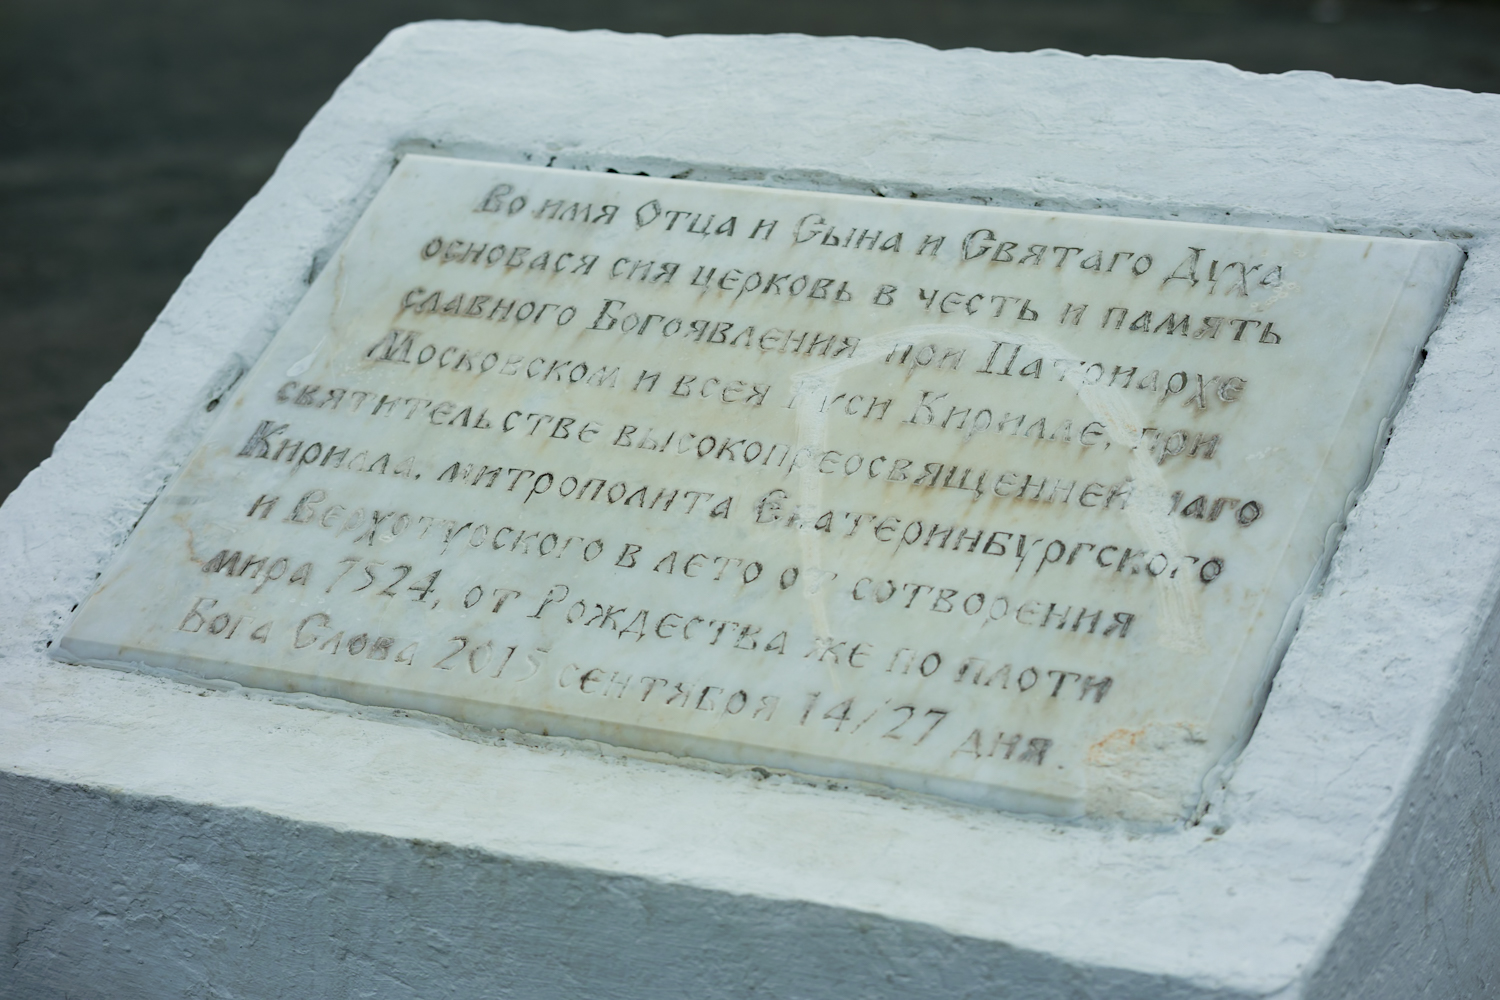 Во имя Отца и Сына и Святаго Духа
основася сия церковь в честь и память
славного Богоявления при Патриархе
Московском и всея Руси Кирилле, при
святительстве высокопреосвященнейшаго
Кирилла, митрополита Екатеринбургского
и Верхотурского в лето от сотворения
мира 7524, от Рождества же по плоти
Бога Слова 2015 сентября 14/27 дня.